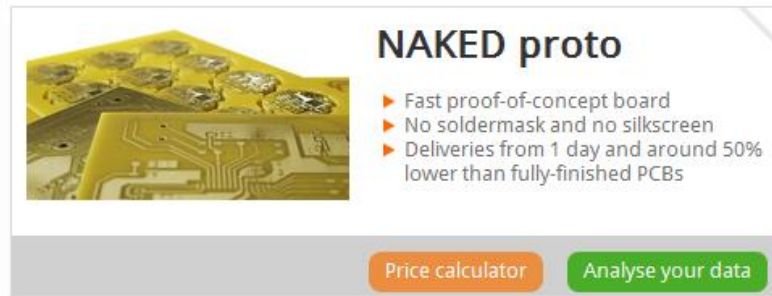 NAKED proto
Fast proof-of-concept board
No soldermask and no silkscreen
Deliveries from 1 day and around 50%
lower than fully-finished PCBs
Price calculator
Analyse your data